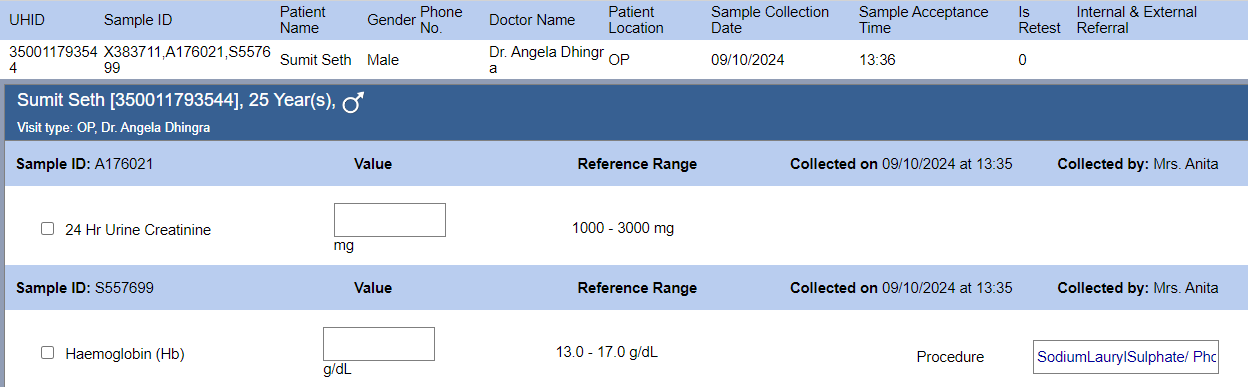 UHID Sample ID Patient Name Gender Phone No. Doctor Name Patient Location Sample Collection Date Sample Acceptance Time Is Retest Internal & External Referral
350011793544 X383711,A176021,S557699 Sumit Seth Male Dr. Angela Dhingra OP 09/10/2024 13:36 0
Sumit Seth [350011793544], 25 Year(s),
Visit type: OP, Dr. Angela Dhingra
Sample ID: A176021 Value Reference Range Collected on 09/10/2024 at 13:35 Collected by: Mrs. Anita
24 Hr Urine Creatinine mg 1000 - 3000 mg
Sample ID: S557699 Value Reference Range Collected on 09/10/2024 at 13:35 Collected by: Mrs. Anita
Haemoglobin (Hb) g/dL 13.0 - 17.0 g/dL Procedure SodiumLaurylSulphate/